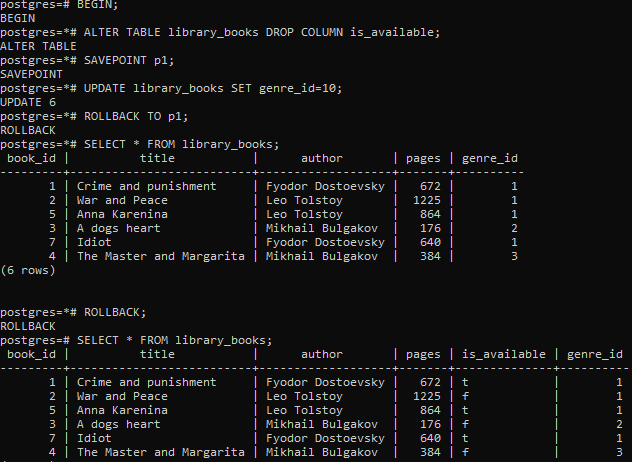 postgres=# BEGIN;
BEGIN
postgres=*# ALTER TABLE library_books DROP COLUMN is_available;
ALTER TABLE
postgres=*# SAVEPOINT p1;
SAVEPOINT
postgres=*# UPDATE library_books SET genre_id=10;
UPDATE 6
postgres=*# ROLLBACK TO p1;
ROLLBACK
postgres=*# SELECT * FROM library_books;
 book_id |        title         |      author       | pages | genre_id
---------+----------------------+-------------------+-------+----------
       1 | Crime and punishment | Fyodor Dostoevsky |   672 |        1
       2 | War and Peace        | Leo Tolstoy       |  1225 |        1
       5 | Anna Karenina        | Leo Tolstoy       |   864 |        1
       3 | A dogs heart         | Mikhail Bulgakov  |   176 |        2
       7 | Idiot                | Fyodor Dostoevsky |   640 |        1
       4 | The Master and Margarita | Mikhail Bulgakov  |   384 |        3
(6 rows)
postgres=*# ROLLBACK;
ROLLBACK
postgres=# SELECT * FROM library_books;
 book_id |        title         |      author       | pages | is_available | genre_id
---------+----------------------+-------------------+-------+--------------+----------
       1 | Crime and punishment | Fyodor Dostoevsky |   672 | t            |        1
       2 | War and Peace        | Leo Tolstoy       |  1225 | f            |        1
       5 | Anna Karenina        | Leo Tolstoy       |   864 | t            |        1
       3 | A dogs heart         | Mikhail Bulgakov  |   176 | f            |        2
       7 | Idiot                | Fyodor Dostoevsky |   640 | t            |        1
       4 | The Master and Margarita | Mikhail Bulgakov  |   384 | f            |        3